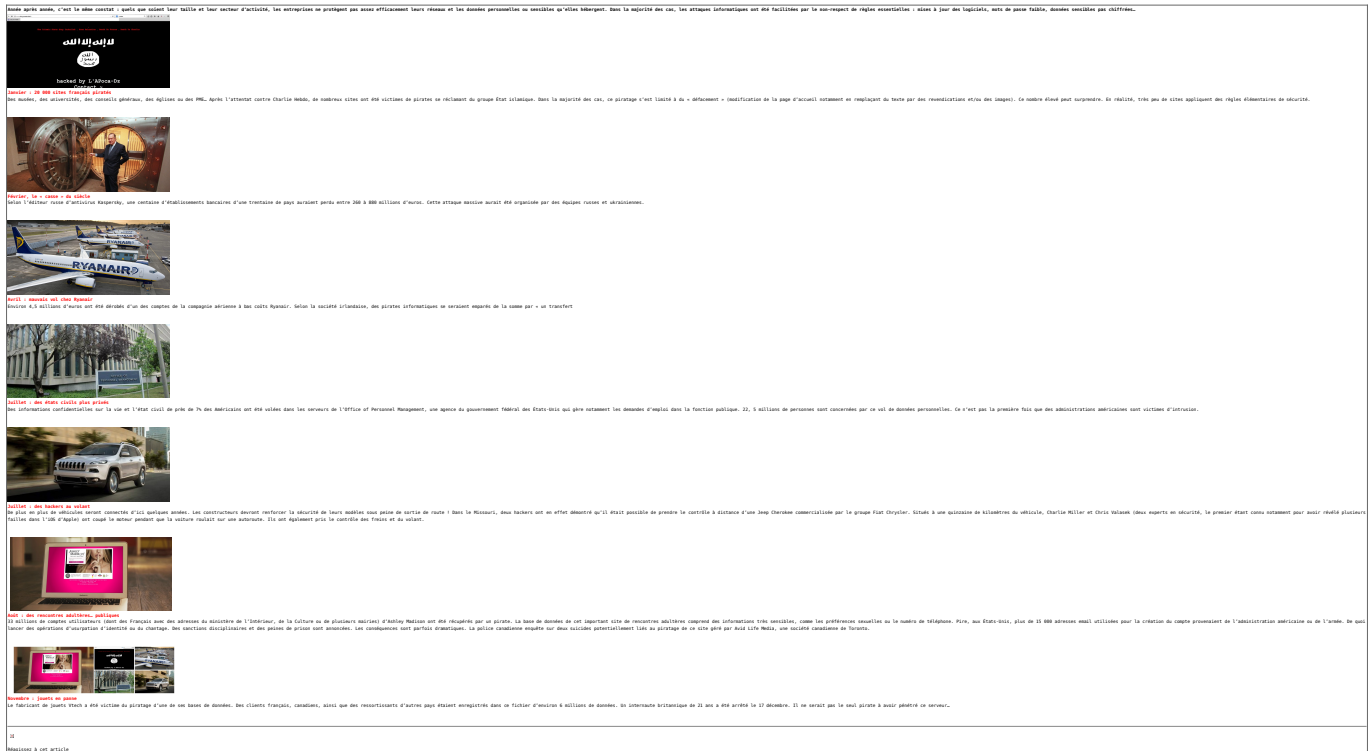 Année après année, c'est le même constat : quels que soient leur taille et leur secteur d'activité, les entreprises ne protègent pas assez efficacement leurs réseaux et les données personnelles ou sensibles qu'elles hébergent. Dans la majorité des cas, les attaques informatiques ont été facilitées par le non-respect de règles essentielles : mises à jour des logiciels, mots de passe faible, données sensibles pas chiffrées…
hacked by L'APoca-Dz
Contact
Janvier : 20 000 sites français piratés
Des musées, des universités, des conseils généraux, des églises ou des PME… Après l'attentat contre Charlie Hebdo, de nombreux sites ont été victimes de pirates se réclamant du groupe État islamique. Dans la majorité des cas, ce piratage s'est limité à du « défacement » (modification de la page d'accueil notamment en remplaçant du texte par des revendications et/ou des images). Ce nombre élevé peut surprendre. En réalité, très peu de sites appliquent des règles élémentaires de sécurité.
Février, le « casse » du siècle
Selon l'éditeur russe d'antivirus Kaspersky, une centaine d'établissements bancaires d'une trentaine de pays auraient perdu entre 260 à 880 millions d'euros. Cette attaque massive aurait été organisée par des équipes russes et ukrainiennes.
RYANAIR
Avril : mauvais vol chez Ryanair
Environ 4,5 millions d'euros ont été dérobés d'un des comptes de la compagnie aérienne à bas coûts Ryanair. Selon la société irlandaise, des pirates informatiques se seraient emparés de la somme par « un transfert
Juillet : des états civils plus privés
Des informations confidentielles sur la vie et l'état civil de près de 7% des Américains ont été volées dans les serveurs de l'Office of Personnel Management, une agence du gouvernement fédéral des États-Unis qui gère notamment les demandes d'emploi dans la fonction publique. 22, 5 millions de personnes sont concernées par ce vol de données personnelles. Ce n'est pas la première fois que des administrations américaines sont victimes d'intrusion.
Juillet : des hackers au volant
De plus en plus de véhicules seront connectés d'ici quelques années. Les constructeurs devront renforcer la sécurité de leurs modèles sous peine de sortie de route ? Dans le Missouri, deux hackers ont en effet démontré qu'il était possible de prendre le contrôle à distance d'une Jeep Cherokee commercialisée par le groupe Fiat Chrysler. Situés à une quinzaine de kilomètres du véhicule, Charlie Miller et Chris Valasek (deux experts en sécurité, le premier étant connu notamment pour avoir révélé plusieurs
failles dans l'iOS d'Apple) ont coupé le moteur pendant que la voiture roulait sur une autoroute. Ils ont également pris le contrôle des freins et du volant.
Août : des rencontres adultères… publiques
33 millions de comptes utilisateurs (dont des Français avec des adresses du ministère de l'Intérieur, de la Culture ou de plusieurs mairies) d'Ashley Madison ont été récupérés par un pirate. La base de données de cet important site de rencontres adultères comprend des informations très sensibles, comme les préférences sexuelles ou le numéro de téléphone. Pire, aux États-Unis, plus de 15 000 adresses email utilisées pour la création du compte provenaient de l'administration américaine ou de l'armée. De quoi
lancer des opérations d'usurpation d'identité ou du chantage. Des sanctions disciplinaires et des peines de prison sont annoncées. Les conséquences sont parfois dramatiques. La police canadienne enquête sur deux suicides potentiellement liés au piratage de ce site géré par Avid Life Media, une société canadienne de Toronto.
Novembre : jouets en passe
Le fabricant de jouets Vtech a été victime du piratage d'une de ses bases de données. Des clients français, canadiens, ainsi que des ressortissants d'autres pays étaient enregistrés dans ce fichier d'environ 6 millions de données. Un internaute britannique de 21 ans a été arrêté le 17 décembre. Il ne serait pas le seul pirate à avoir pénétré ce serveur…
Réagissez à cet article